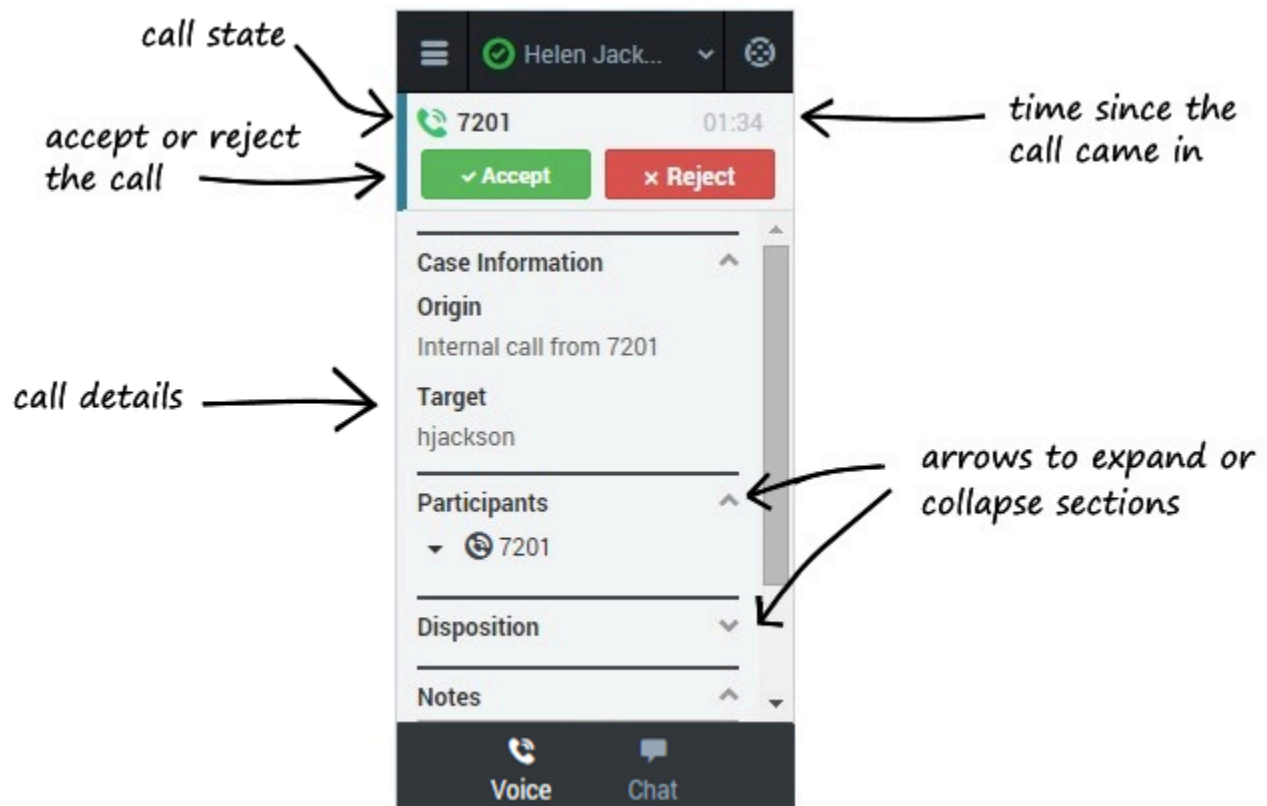 call state
Helen Jack...
7201
01:34
time since the
call came in
accept or reject
the call
Accept
Reject
Case Information
Origin
Internal call from 7201
call details
Target
hjackson
arrows to expand or
collapse sections
Participants
7201
Disposition
Notes
Voice
Chat